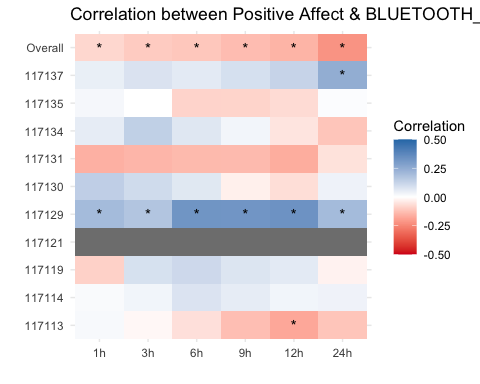 Correlation between Positive Affect & BLUETOOTH_
Overall * * * * * *
117137 *
117135
117134
117131
117130
117129 * * * * * *
117121
117119
117114
117113 *
1h 3h 6h 9h 12h 24h
Correlation
0.50
0.25
0.00
-0.25
-0.50